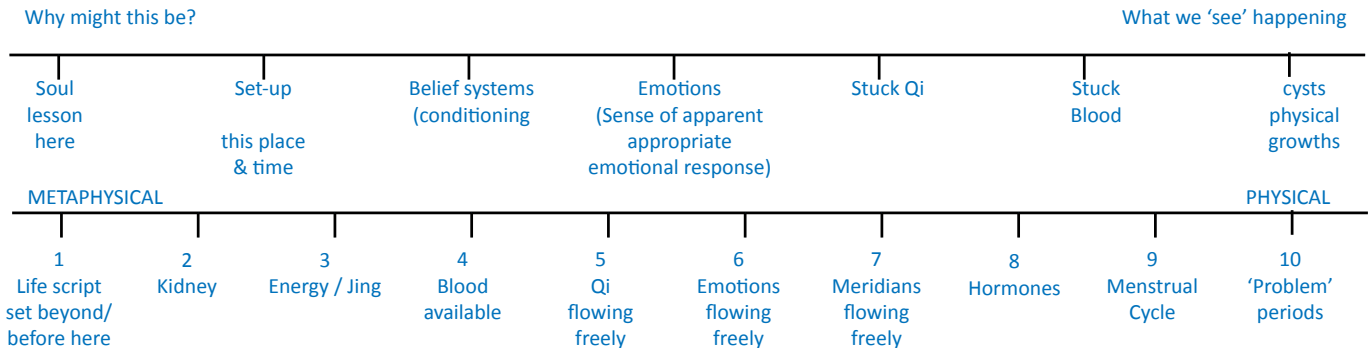 Why might this be?
What we ‘see’ happening
Soul
lesson
here
Set-up
this place
& time
Belief systems
(conditioning
Emotions
(Sense of apparent
appropriate
emotional response)
Stuck Qi
Stuck
Blood
cysts
physical
growths
METAPHYSICAL
PHYSICAL
1
Life script
set beyond/
before here
2
Kidney
3
Energy / Jing
4
Blood
available
5
Qi
flowing
freely
6
Emotions
flowing
freely
7
Meridians
flowing
freely
8
Hormones
9
Menstrual
Cycle
10
‘Problem’
periods